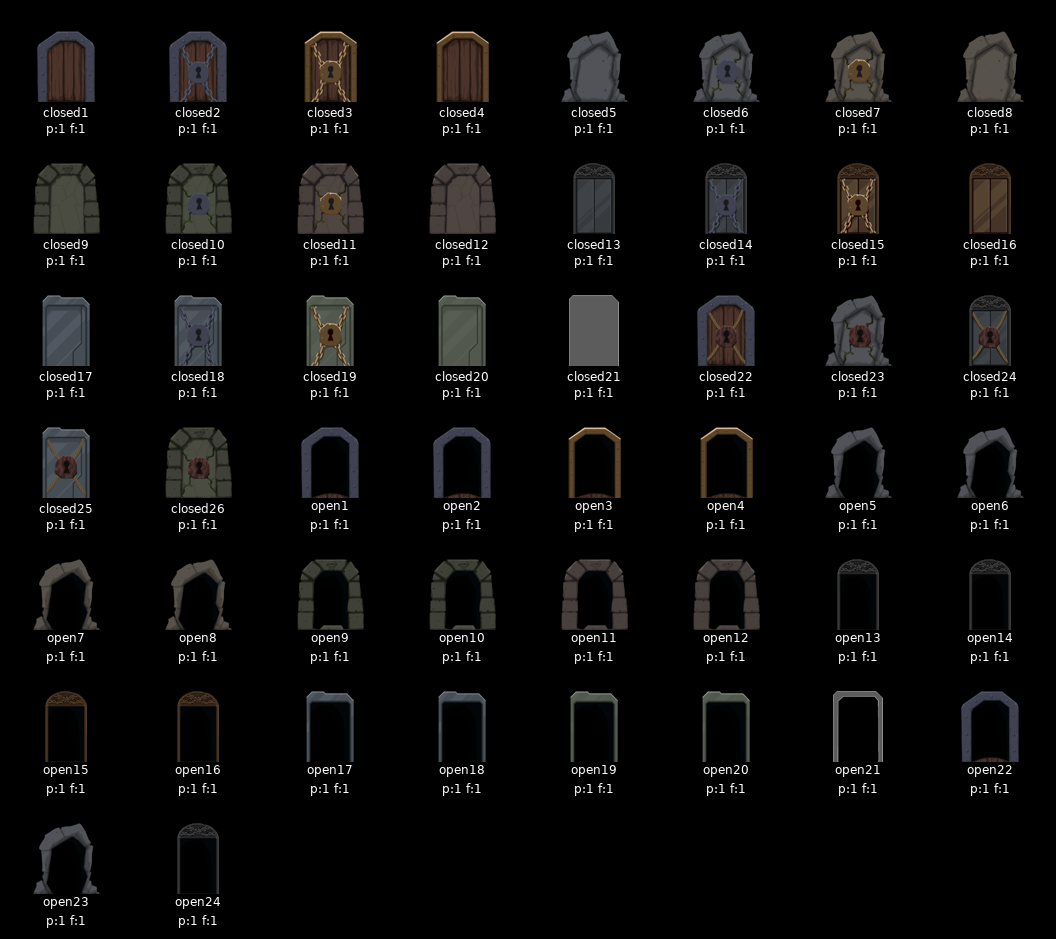 closed1 closed2 closed3 closed4 closed5 closed6 closed7 closed8
p:1 f:1 p:1 f:1 p:1 f:1 p:1 f:1 p:1 f:1 p:1 f:1 p:1 f:1 p:1 f:1
closed9 closed10 closed11 closed12 closed13 closed14 closed15 closed16
p:1 f:1 p:1 f:1 p:1 f:1 p:1 f:1 p:1 f:1 p:1 f:1 p:1 f:1 p:1 f:1
closed17 closed18 closed19 closed20 closed21 closed22 closed23 closed24
p:1 f:1 p:1 f:1 p:1 f:1 p:1 f:1 p:1 f:1 p:1 f:1 p:1 f:1 p:1 f:1
closed25 closed26 open1 open2 open3 open4 open5 open6
p:1 f:1 p:1 f:1 p:1 f:1 p:1 f:1 p:1 f:1 p:1 f:1 p:1 f:1 p:1 f:1
open7 open8 open9 open10 open11 open12 open13 open14
p:1 f:1 p:1 f:1 p:1 f:1 p:1 f:1 p:1 f:1 p:1 f:1 p:1 f:1 p:1 f:1
open15 open16 open17 open18 open19 open20 open21 open22
p:1 f:1 p:1 f:1 p:1 f:1 p:1 f:1 p:1 f:1 p:1 f:1 p:1 f:1 p:1 f:1
open23 open24
p:1 f:1 p:1 f:1